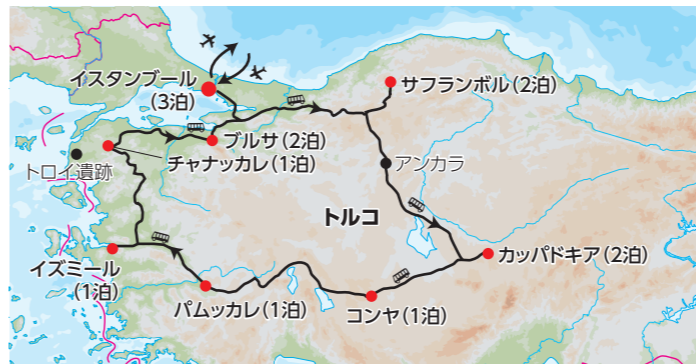 イスタンブール
(3泊)
サフランボル(2泊)
ブルサ(2泊)
チャナッカレ(1泊)
トロイ遺跡
アンカラ
トルコ
イズミール
(1泊)
カッパドキア(2泊)
パムッカレ(1泊)
コンヤ(1泊)